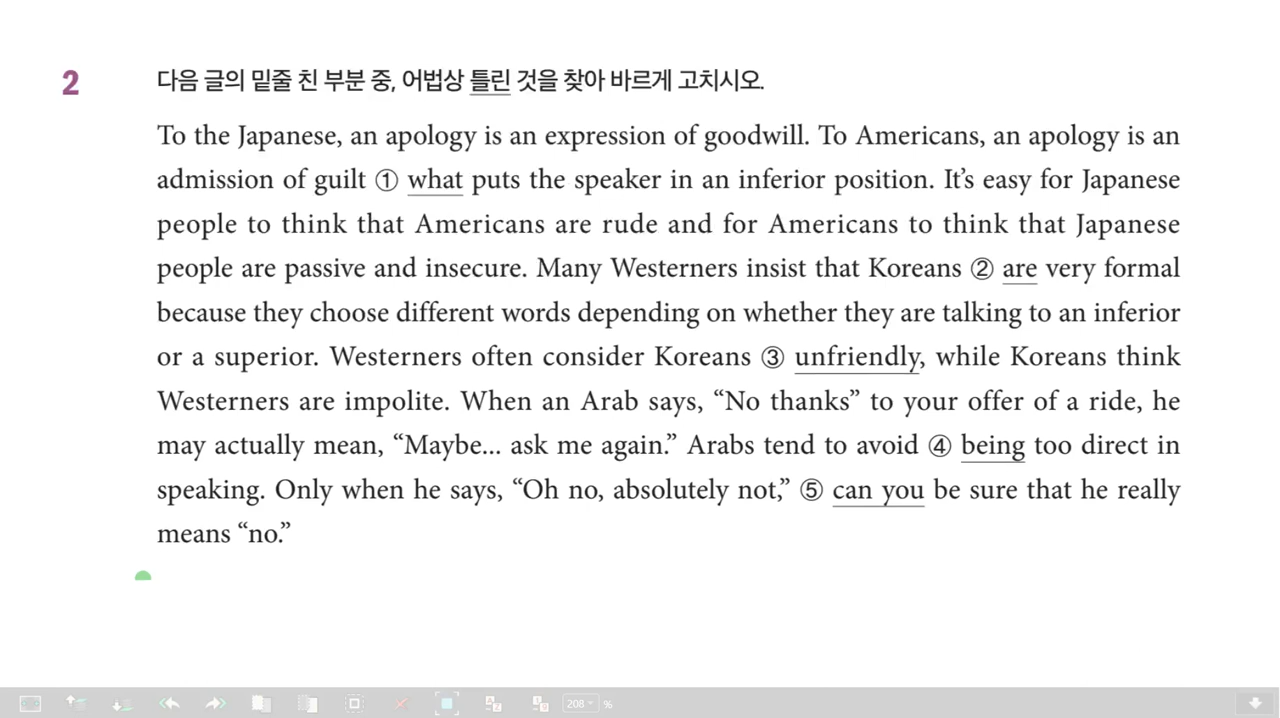 2 다음 글의 밑줄 친 부분 중, 어법상 틀린 것을 찾아 바르게 고치시오.
To the Japanese, an apology is an expression of goodwill. To Americans, an apology is an
admission of guilt ① what puts the speaker in an inferior position. It’s easy for Japanese
people to think that Americans are rude and for Americans to think that Japanese
people are passive and insecure. Many Westerners insist that Koreans ② are very formal
because they choose different words depending on whether they are talking to an inferior
or a superior. Westerners often consider Koreans ③ unfriendly, while Koreans think
Westerners are impolite. When an Arab says, “No thanks” to your offer of a ride, he
may actually mean, “Maybe... ask me again.” Arabs tend to avoid ④ being too direct in
speaking. Only when he says, “Oh no, absolutely not,” ⑤ can you be sure that he really
means “no.”
208 %